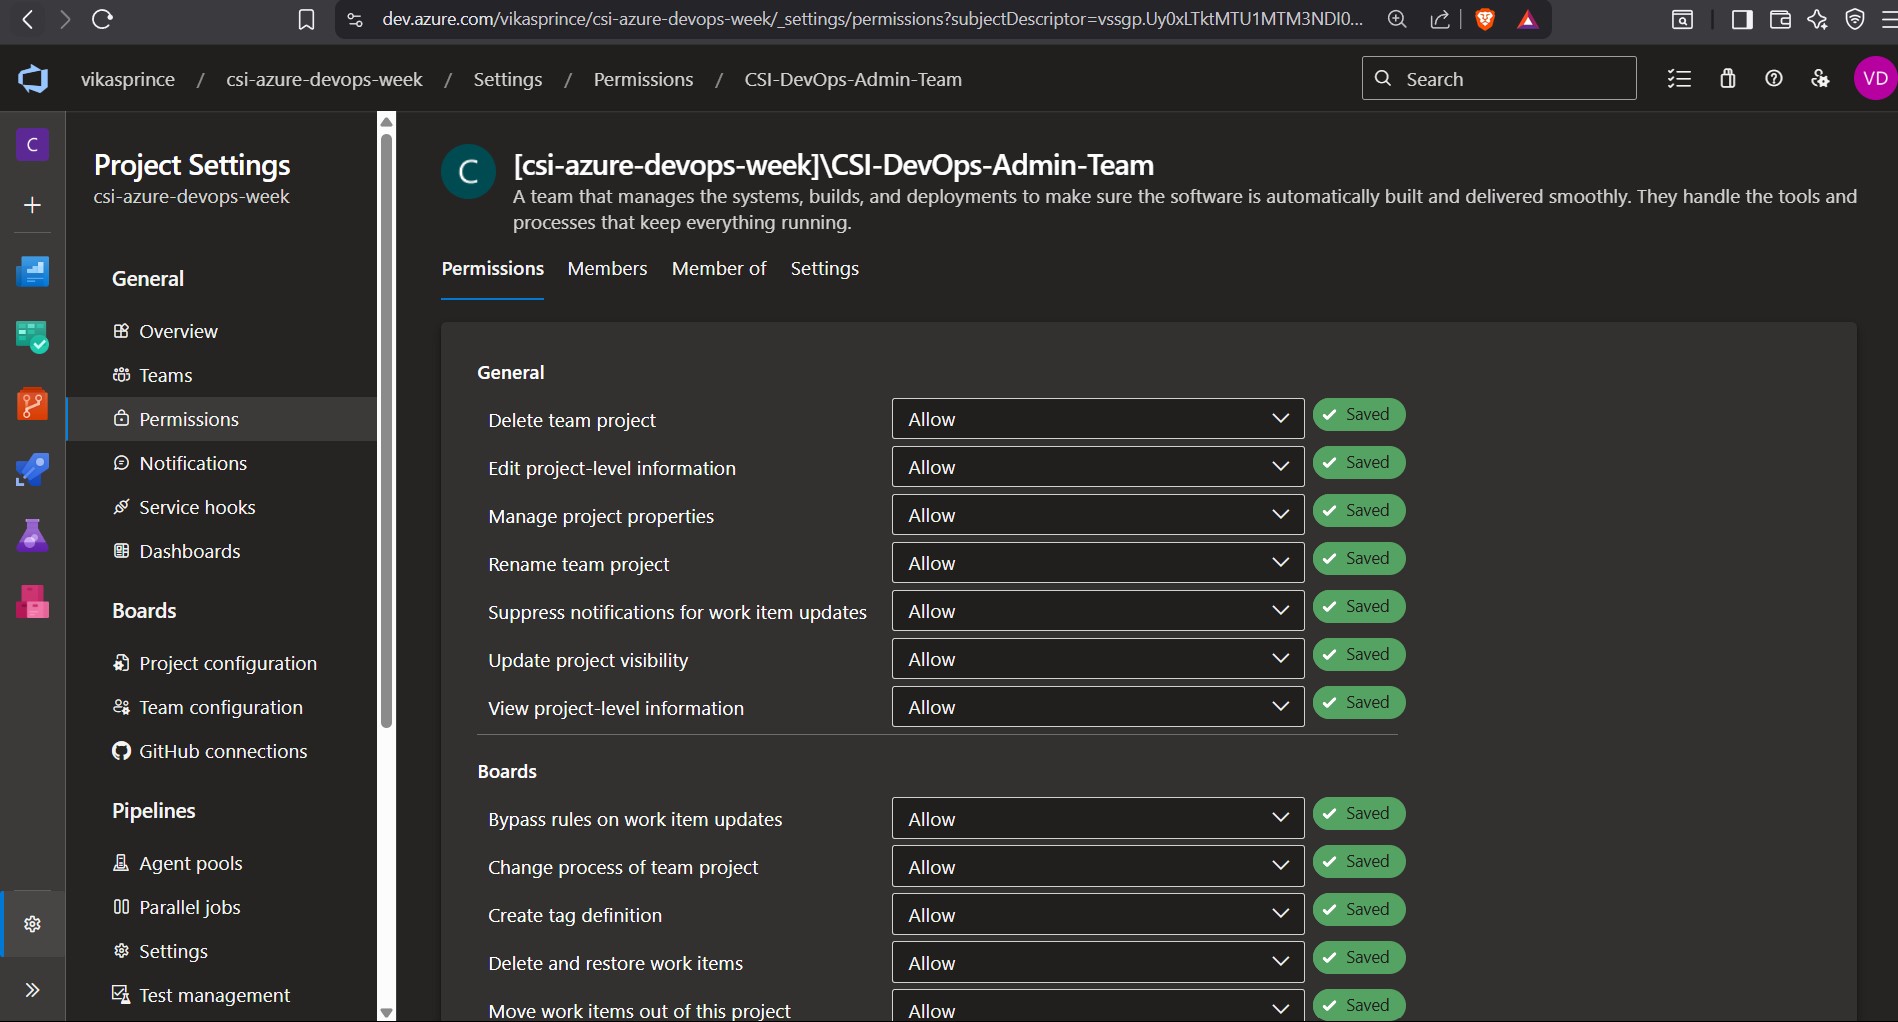 dev.azure.com/vikasprince/csi-azure-devops-week/_settings/permissions?subjectDescriptor=vssgp.Uy0xLTktMTU1MTM3NDI0...
vikasprince / csi-azure-devops-week / Settings / Permissions / CSI-DevOps-Admin-Team
Search
VD
C
Project Settings
csi-azure-devops-week
General
Overview
Teams
Permissions
Notifications
Service hooks
Dashboards
Boards
Project configuration
Team configuration
GitHub connections
Pipelines
Agent pools
Parallel jobs
Settings
Test management
C
[csi-azure-devops-week]\CSI-DevOps-Admin-Team
A team that manages the systems, builds, and deployments to make sure the software is automatically built and delivered smoothly. They handle the tools and
processes that keep everything running.
Permissions Members Member of Settings
General
Delete team project Allow Saved
Edit project-level information Allow Saved
Manage project properties Allow Saved
Rename team project Allow Saved
Suppress notifications for work item updates Allow Saved
Update project visibility Allow Saved
View project-level information Allow Saved
Boards
Bypass rules on work item updates Allow Saved
Change process of team project Allow Saved
Create tag definition Allow Saved
Delete and restore work items Allow Saved
Move work items out of this project Allow Saved